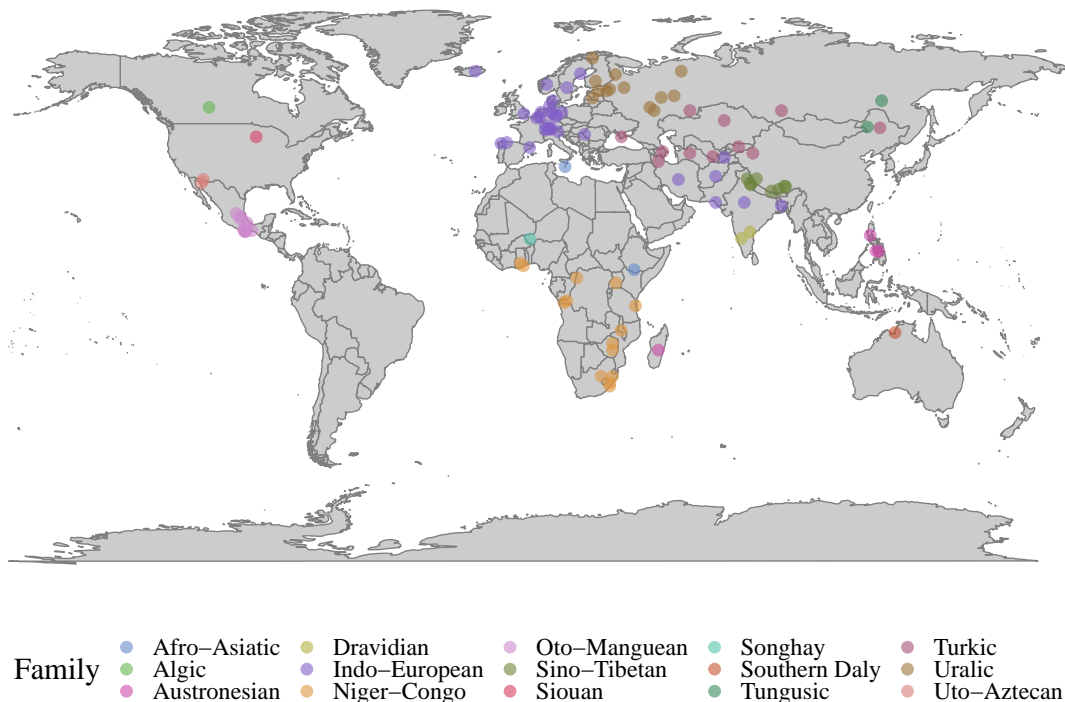 Family
Afro−Asiatic Dravidian Oto−Manguean Songhay Turkic
Algic Indo−European Sino−Tibetan Southern Daly Uralic
Austronesian Niger−Congo Siouan Tungusic Uto−Aztecan